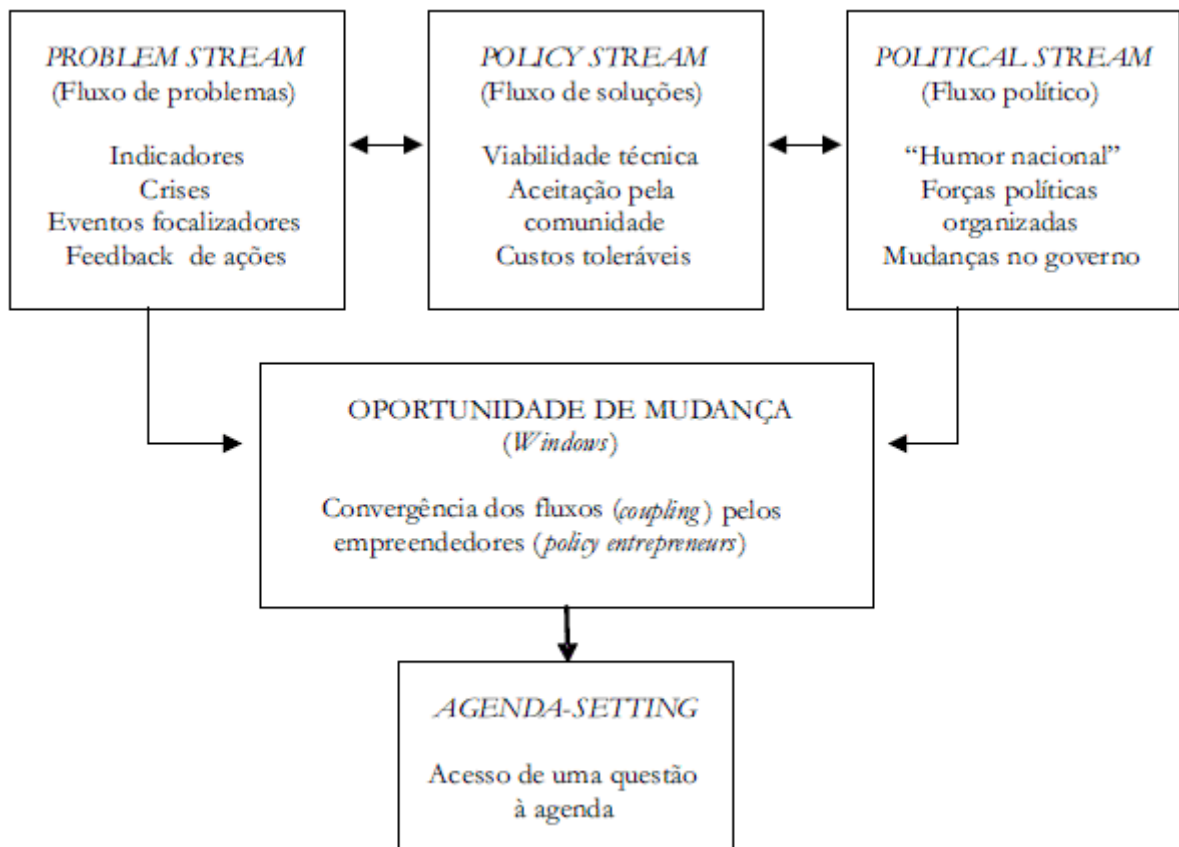 PROBLEM STREAM
(Fluxo de problemas)
Indicadores
Crises
Eventos focalizadores
Feedback de ações
POLICY STREAM
(Fluxo de soluções)
Viabilidade técnica
Aceitação pela
comunidade
Custos toleráveis
POLITICAL STREAM
(Fluxo político)
“Humor nacional”
Forças políticas
organizadas
Mudanças no governo
OPORTUNIDADE DE MUDANÇA
(Windows)
Convergência dos fluxos (coupling) pelos
empreendedores (policy entrepreneurs)
AGENDA-SETTING
Acesso de uma questão
à agenda